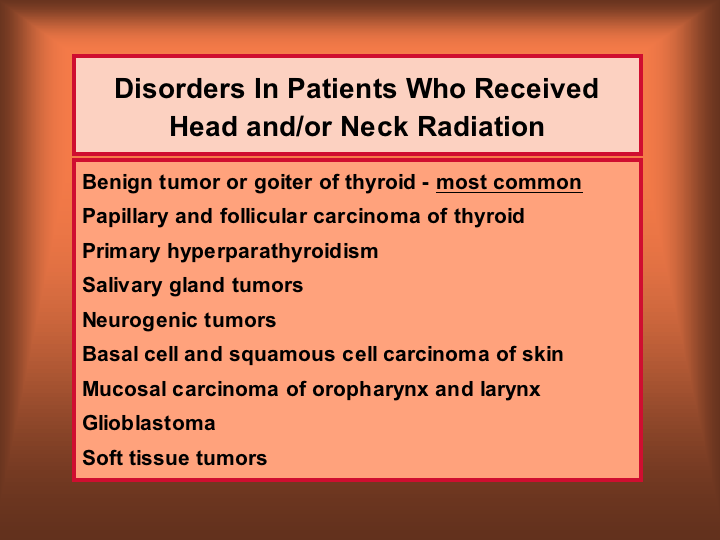 Disorders In Patients Who Received
Head and/or Neck Radiation
Benign tumor or goiter of thyroid - most common
Papillary and follicular carcinoma of thyroid
Primary hyperparathyroidism
Salivary gland tumors
Neurogenic tumors
Basal cell and squamous cell carcinoma of skin
Mucosal carcinoma of oropharynx and larynx
Glioblastoma
Soft tissue tumors